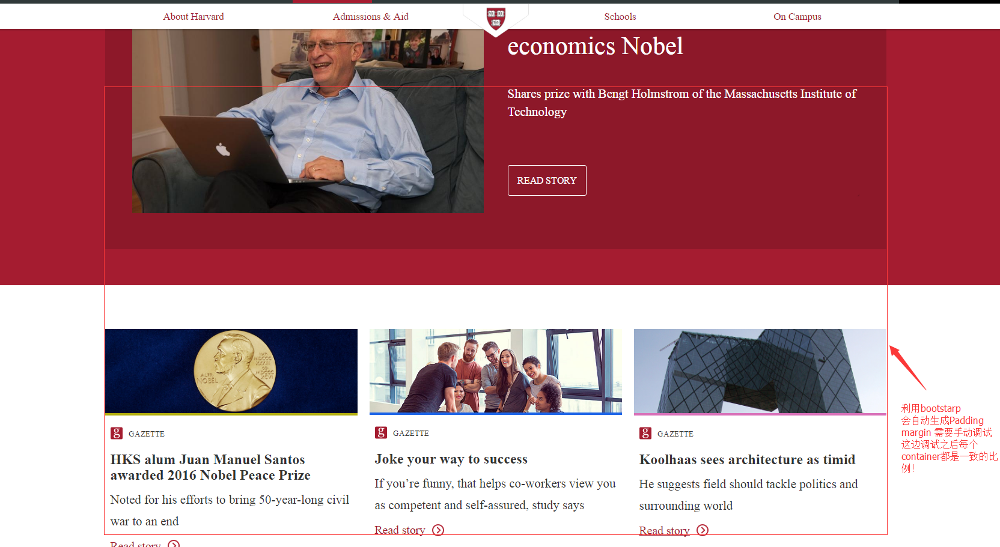 About Harvard
Admissions & Aid
Schools
On Campus
economics Nobel
Shares prize with Bengt Holmstrom of the Massachusetts Institute of
Technology
READ STORY
ALFR
NOBEL
GAZETTE
HKS alum Juan Manuel Santos
awarded 2016 Nobel Peace Prize
Noted for his efforts to bring 50-year-long civil
war to an end
Read story
GAZETTE
Joke your way to success
If you’re funny, that helps co-workers view you
as competent and self-assured, study says
Read story
GAZETTE
Koolhaas sees architecture as timid
He suggests field should tackle politics and
surrounding world
Read story
利用bootstarp
会自动生成Padding
margin 需要手动调试
这边调试之后每个
container都是一致的比
例！